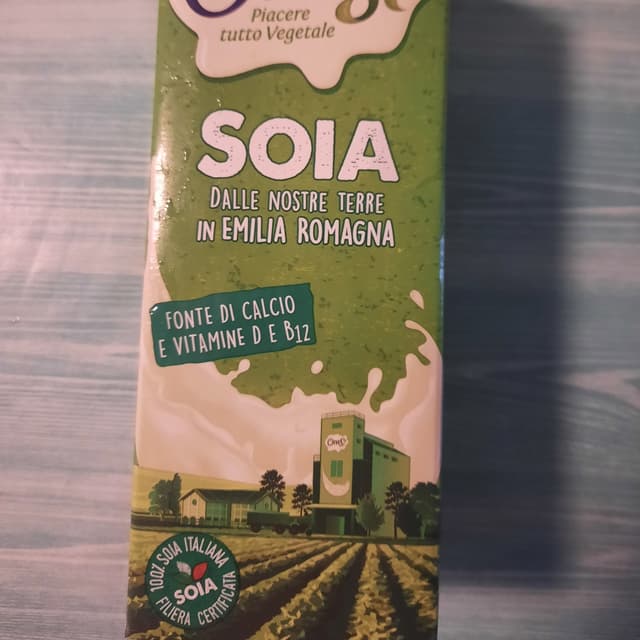 Piacere
tutto Vegetale
SOIA
DALLE NOSTRE TERRE
IN EMILIA ROMAGNA
FONTE DI CALCIO
E VITAMINE D E B12
100% SOIA ITALIANA
SOIA
FILIERA CERTIFICATA